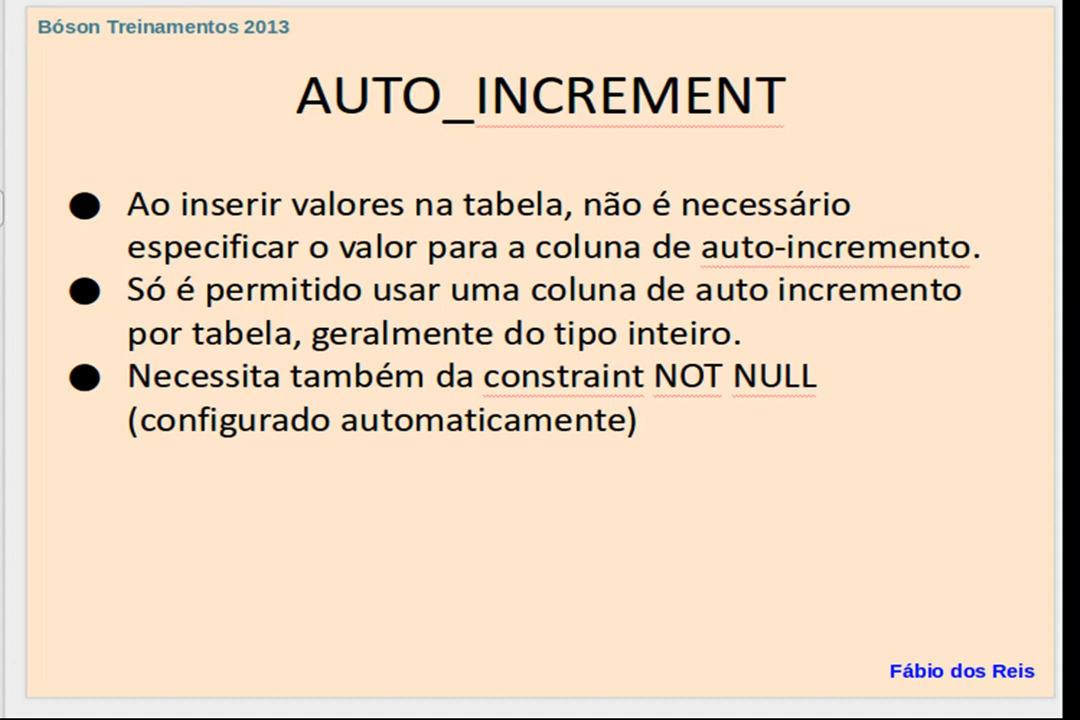 Bóson Treinamentos 2013
AUTO_INCREMENT
● Ao inserir valores na tabela, não é necessário
especificar o valor para a coluna de auto-incremento.
● Só é permitido usar uma coluna de auto incremento
por tabela, geralmente do tipo inteiro.
● Necessita também da constraint NOT NULL
(configurado automaticamente)
Fábio dos Reis